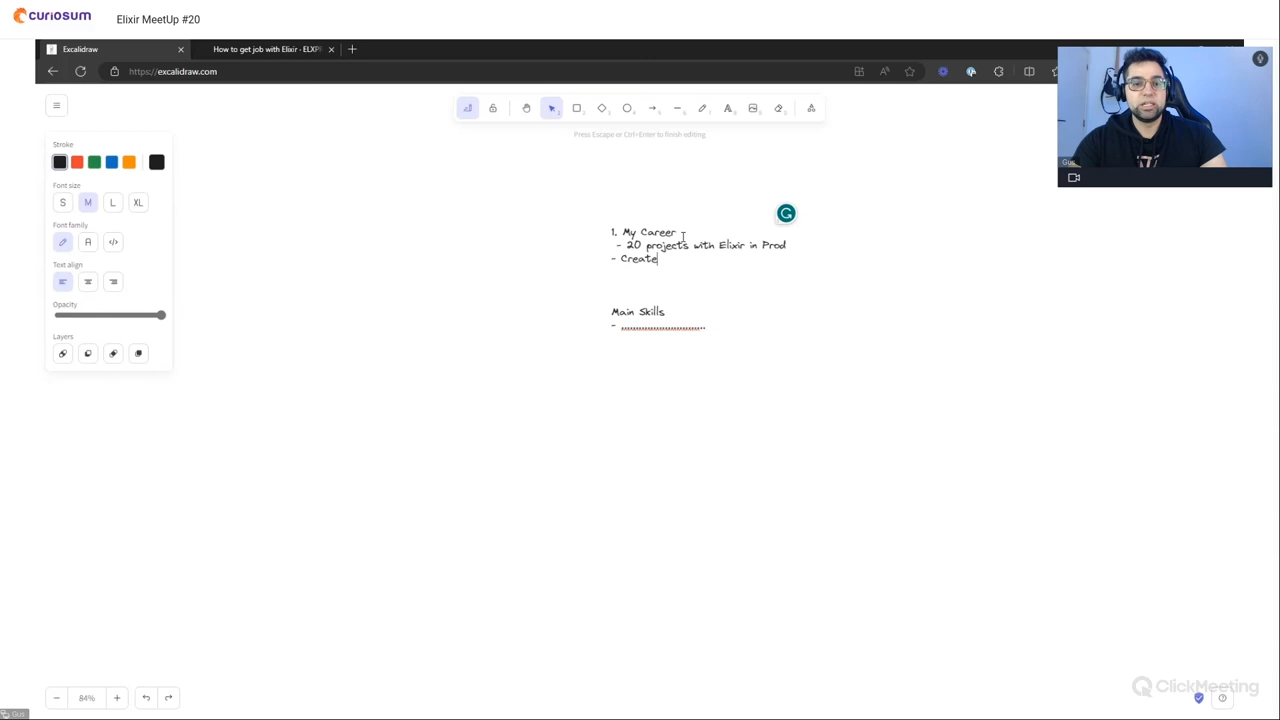 curiosum
Elixir MeetUp #20
Excalidraw
How to get job with Elixir - ELXP
https://excalidraw.com
Press Escape or Ctrl+Enter to finish editing
Stroke
Font size
S M L XL
Font family
A
Text align
Opacity
Layers
1. My Career
- 20 projects with Elixir in Prod
- Create
Main Skills
- ..............................
Gus
84%
ClickMeeting
Gus